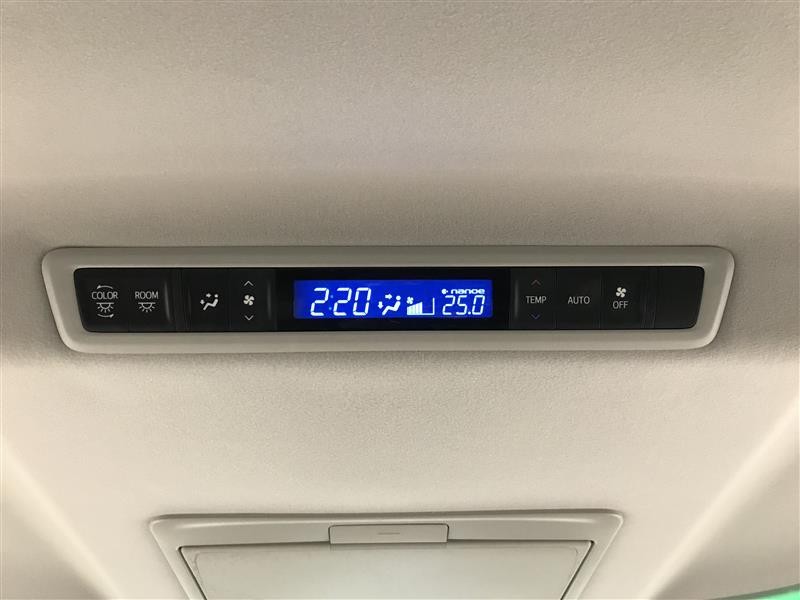 COLOR ROOM
2:20 nanoe 25.0
TEMP AUTO OFF